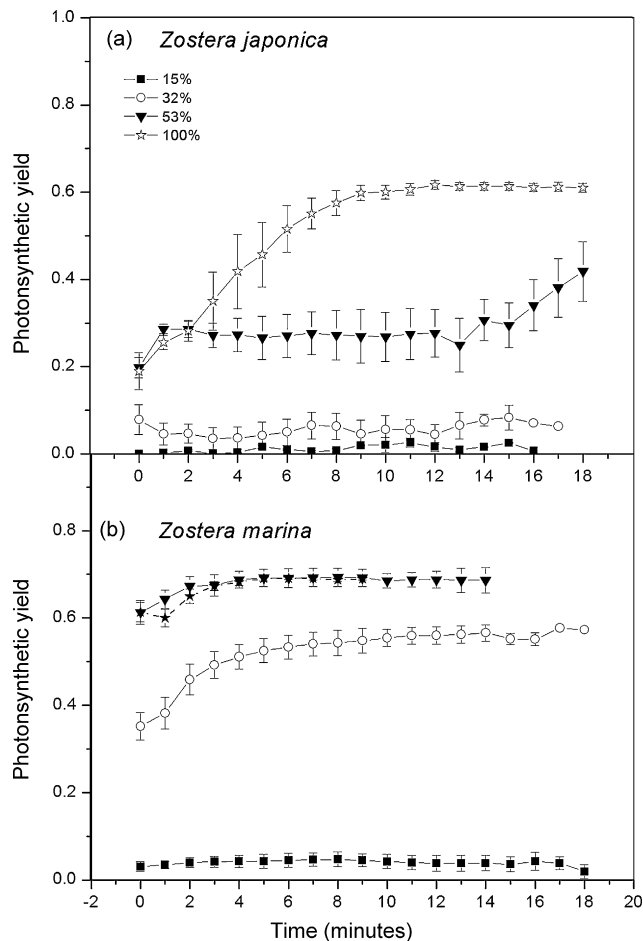 1.0
(a) Zostera japonica
15%
0.8
32%
53%
100%
0.6
Photonsynthetic yield
0.4
0.2
0.0
0 2 4 6 8 10 12 14 16 18
(b) Zostera marina
0.8
0.6
Photonsynthetic yield
0.4
0.2
0.0
-2 0 2 4 6 8 10 12 14 16 18 20
Time (minutes)